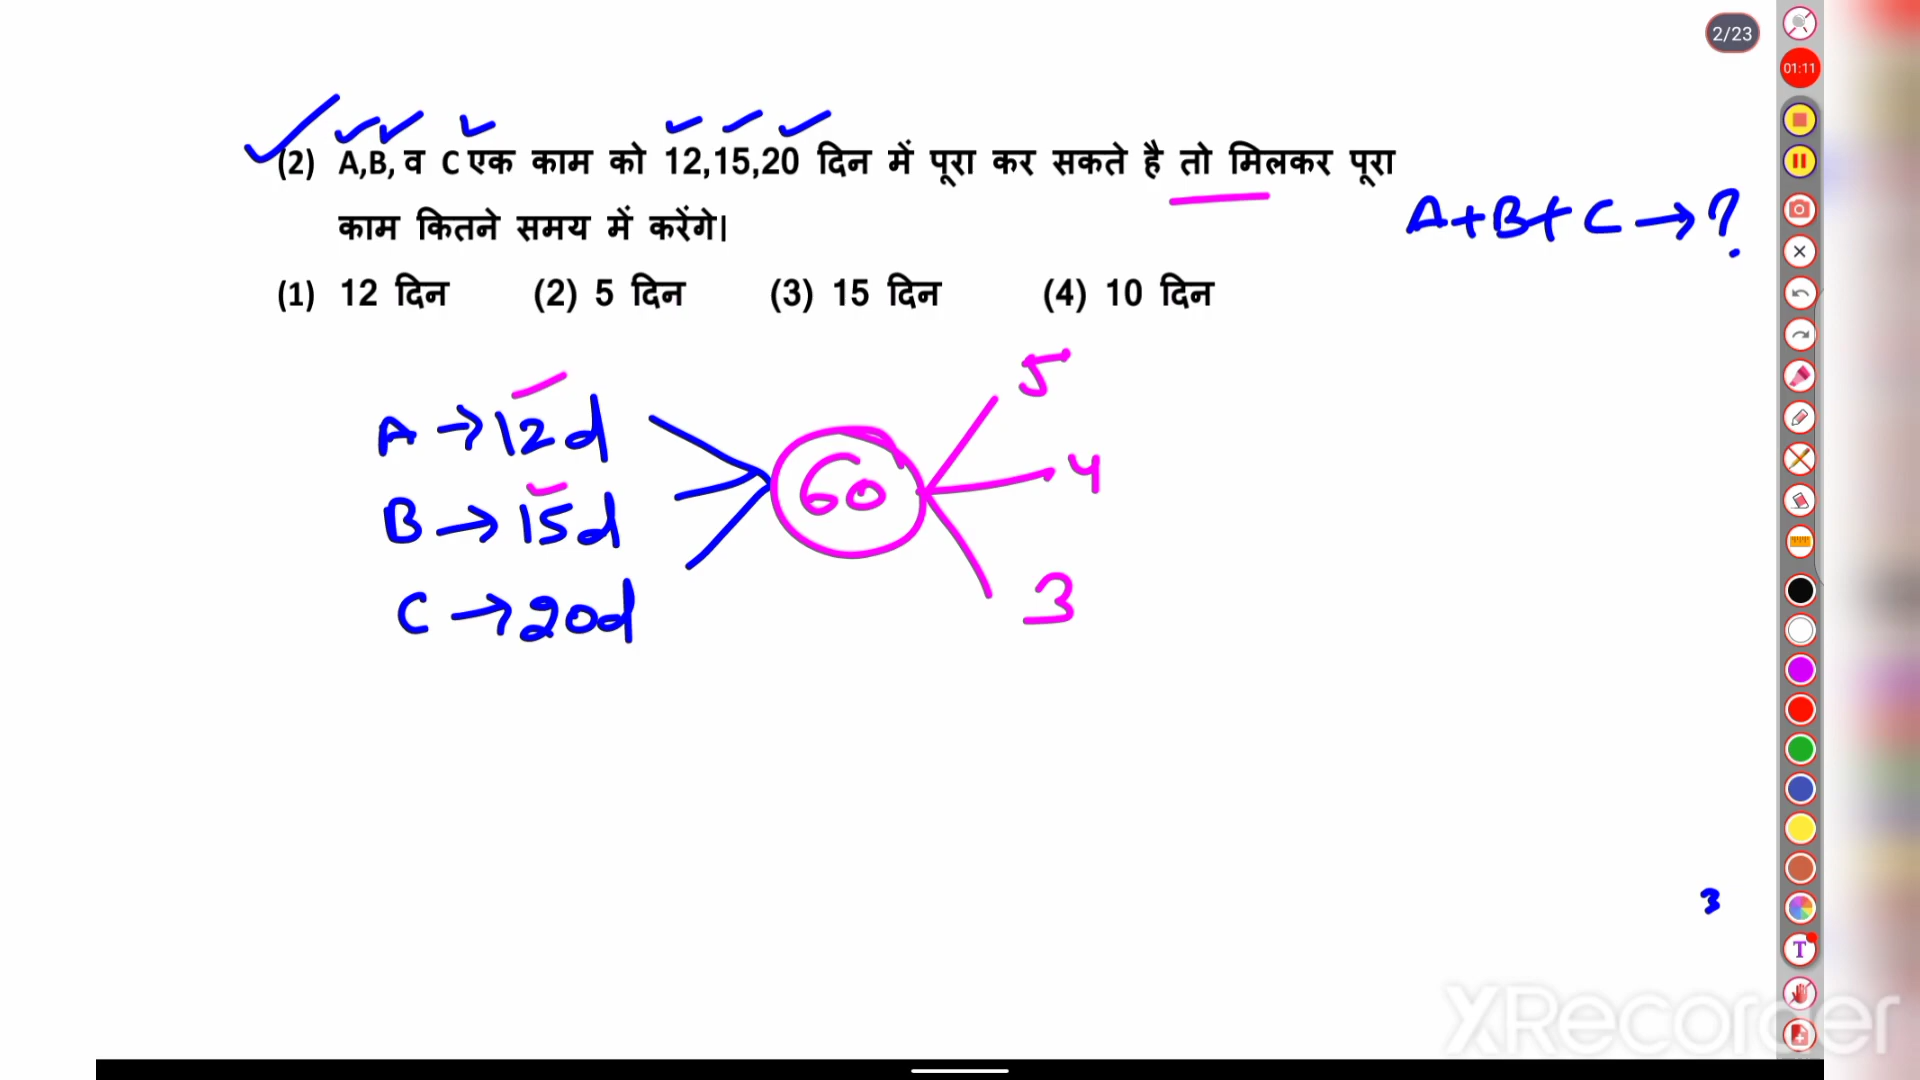 2/23
01:11
(2) A,B, व C एक काम को 12,15,20 दिन में पूरा कर सकते है तो मिलकर पूरा
काम कितने समय में करेंगे।
A+B+C→?
(1) 12 दिन (2) 5 दिन (3) 15 दिन (4) 10 दिन
A→12d
B→15d
C→20d
60
5
4
3
3
T
XRecorder